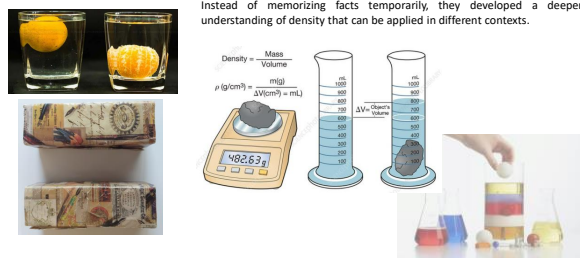 Instead of memorizing facts temporarily, they developed a deeper
understanding of density that can be applied in different contexts.
Density = Mass
Volume
ρ (g/cm³) = m(g)
ΔV(cm³) = mL)
482.63g
mL
1000
900
800
700
600
500
400
300
200
100
ΔV= Object's
Volume
mL
1000
900
800
700
600
500
400
300
200
100